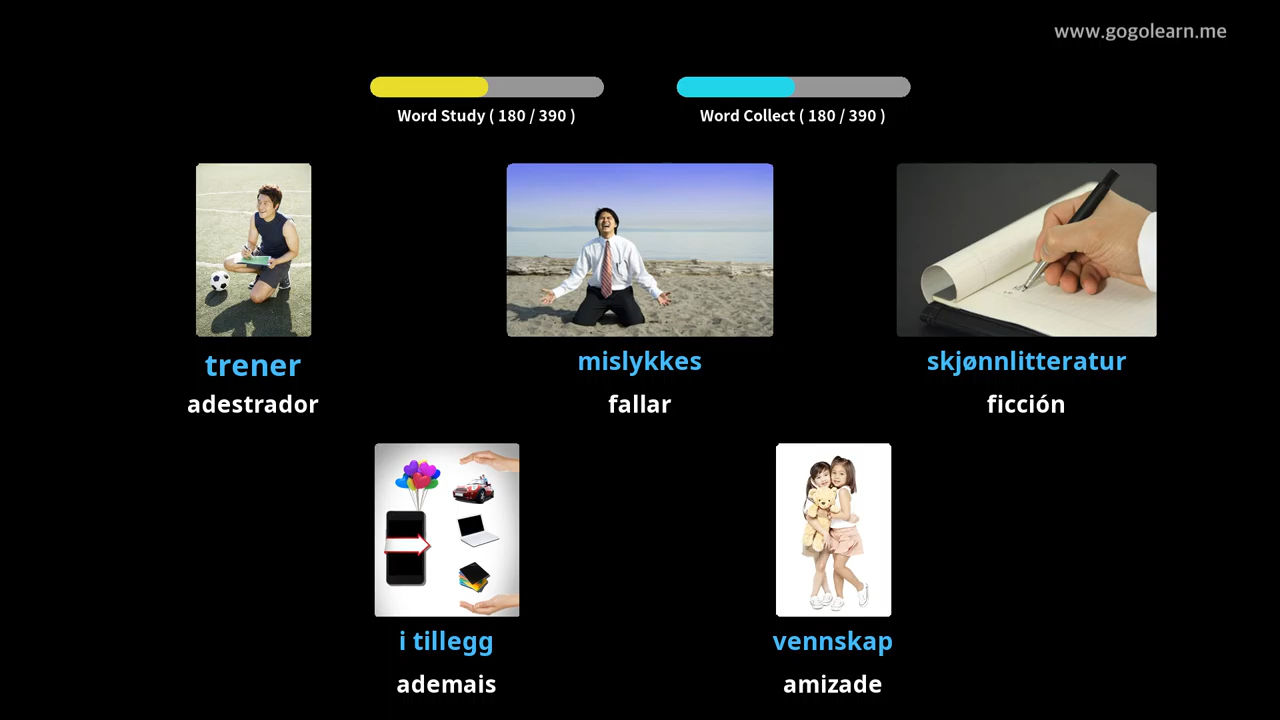 www.gogolearn.me
Word Study ( 180 / 390 )
Word Collect ( 180 / 390 )
trener
adestrador
mislykkes
fallar
skjønnlitteratur
ficción
i tillegg
ademais
vennskap
amizade